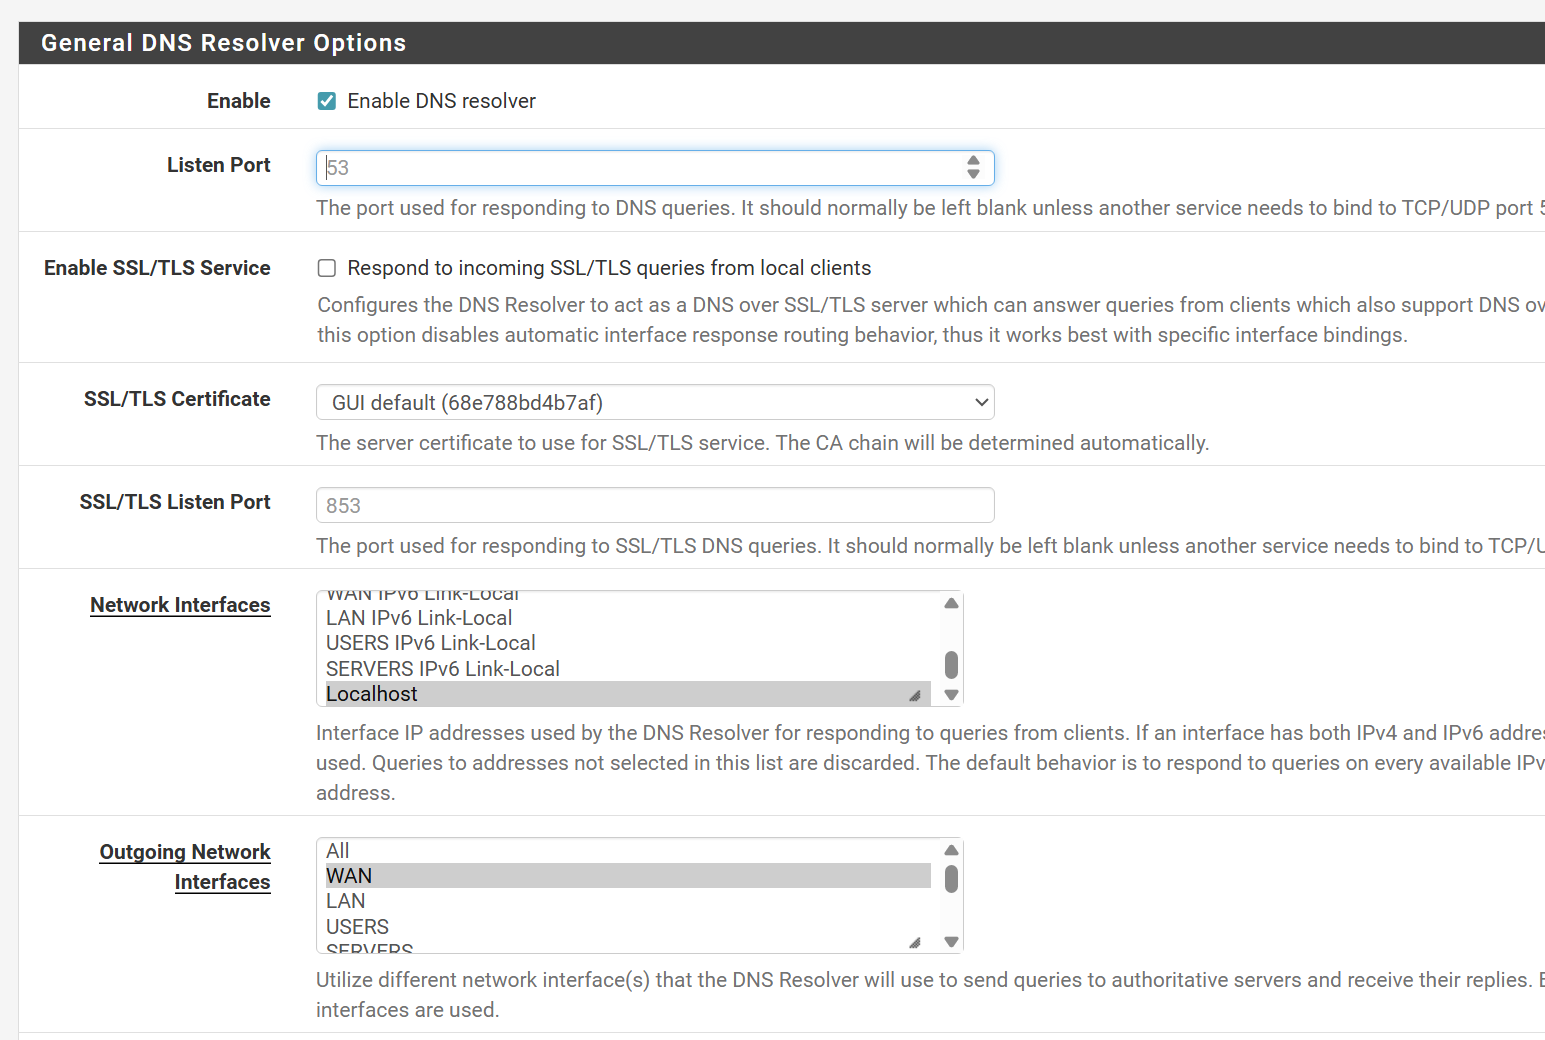 General DNS Resolver Options
Enable
Enable DNS resolver
Listen Port
53
The port used for responding to DNS queries. It should normally be left blank unless another service needs to bind to TCP/UDP port
Enable SSL/TLS Service
Respond to incoming SSL/TLS queries from local clients
Configures the DNS Resolver to act as a DNS over SSL/TLS server which can answer queries from clients which also support DNS
this option disables automatic interface response routing behavior, thus it works best with specific interface bindings.
SSL/TLS Certificate
GUI default (68e788bd4b7af)
The server certificate to use for SSL/TLS service. The CA chain will be determined automatically.
SSL/TLS Listen Port
853
The port used for responding to SSL/TLS DNS queries. It should normally be left blank unless another service needs to bind to
Network Interfaces
WAN IPv6 Link-Local
LAN IPv6 Link-Local
USERS IPv6 Link-Local
SERVERS IPv6 Link-Local
Localhost
Interface IP addresses used by the DNS Resolver for responding to queries from clients. If an interface has both IPv4 and IPv6
used. Queries to addresses not selected in this list are discarded. The default behavior is to respond to queries on every available
address.
Outgoing Network
Interfaces
All
WAN
LAN
USERS
SERVERS
Utilize different network interface(s) that the DNS Resolver will use to send queries to authoritative servers and receive their replies.
interfaces are used.